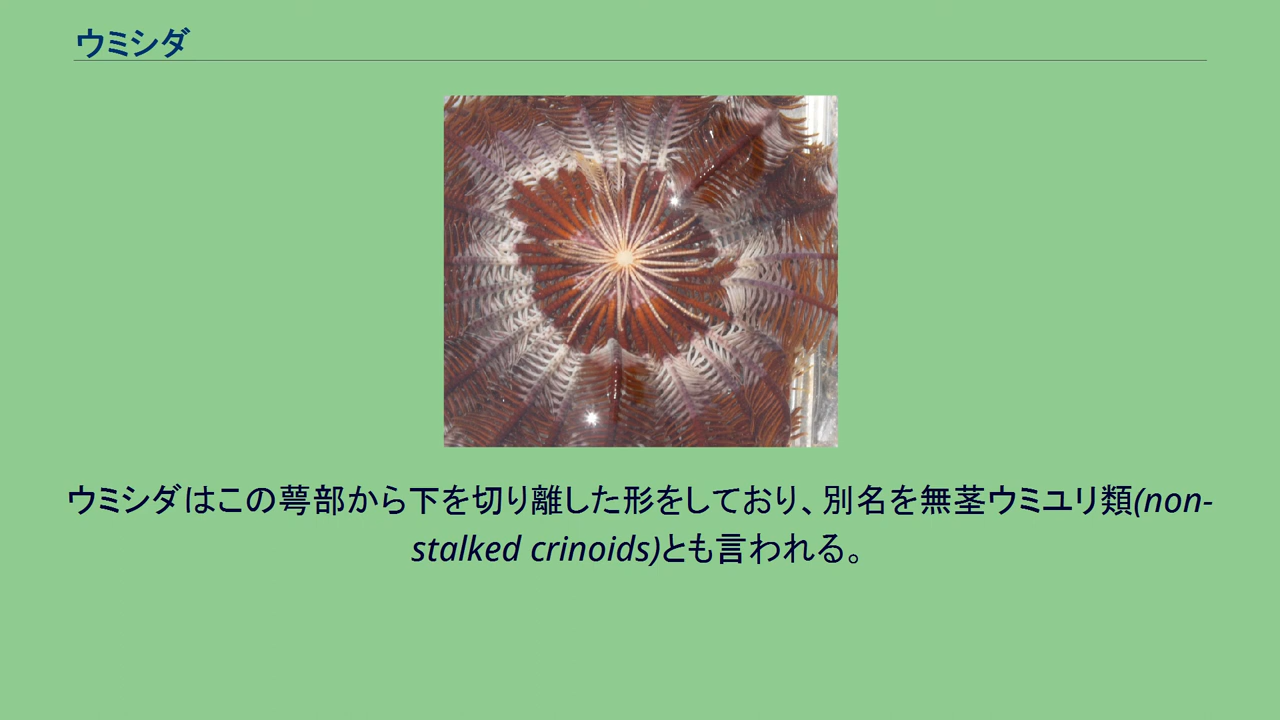 ウミシダ
ウミシダはこの萼部から下を切り離した形をしており、別名を無茎ウミユリ類(non-
stalked crinoids)とも言われる。